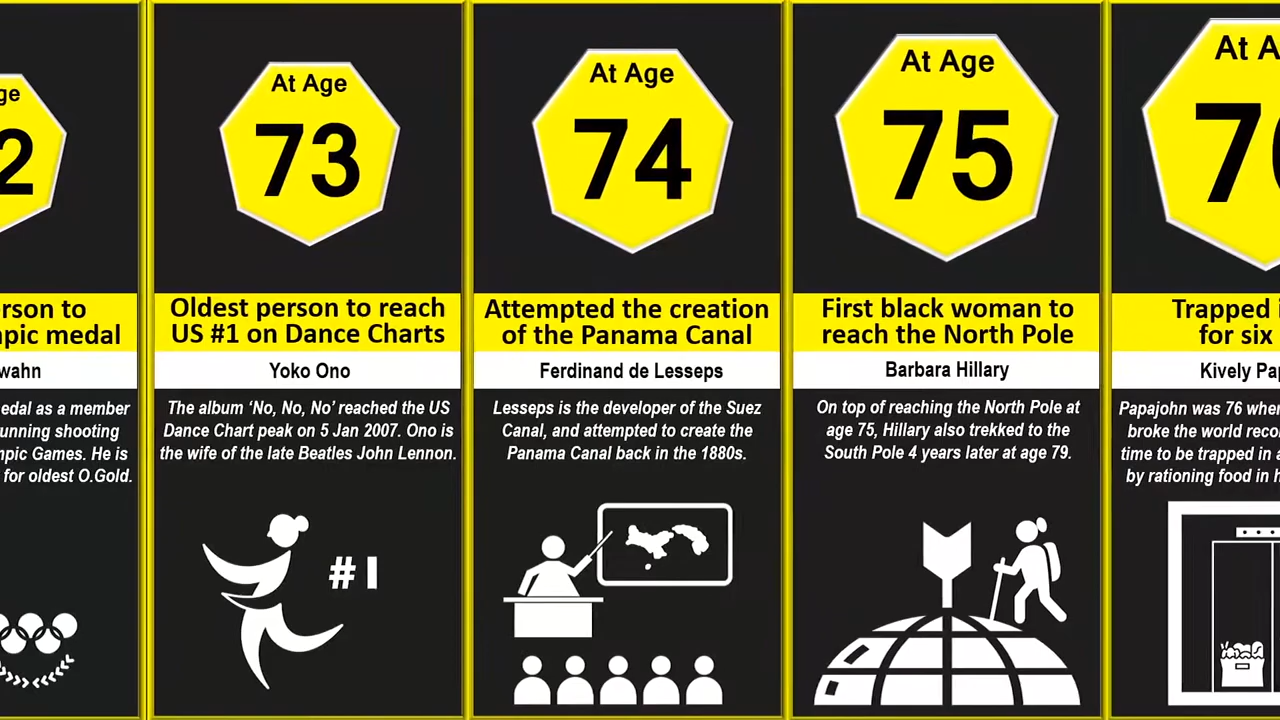 2
rson to
medal
wahn
edal as a member
unning shooting
Games. He is
for oldest O.Gold.
At Age
73
Oldest person to reach
US #1 on Dance Charts
Yoko Ono
The album ‘No, No, No’ reached the US
Dance Chart peak on 5 Jan 2007. Ono is
the wife of the late Beatles John Lennon.
#1
At Age
74
Attempted the creation
of the Panama Canal
Ferdinand de Lesseps
Lesseps is the developer of the Suez
Canal, and attempted to create the
Panama Canal back in the 1880s.
At Age
75
First black woman to
reach the North Pole
Barbara Hillary
On top of reaching the North Pole at
age 75, Hillary also trekked to the
South Pole 4 years later at age 79.
At A
7
Trapped
for six
Kively Pap
Papajohn was 76 whe
broke the world reco
time to be trapped in a
by rationing food in h